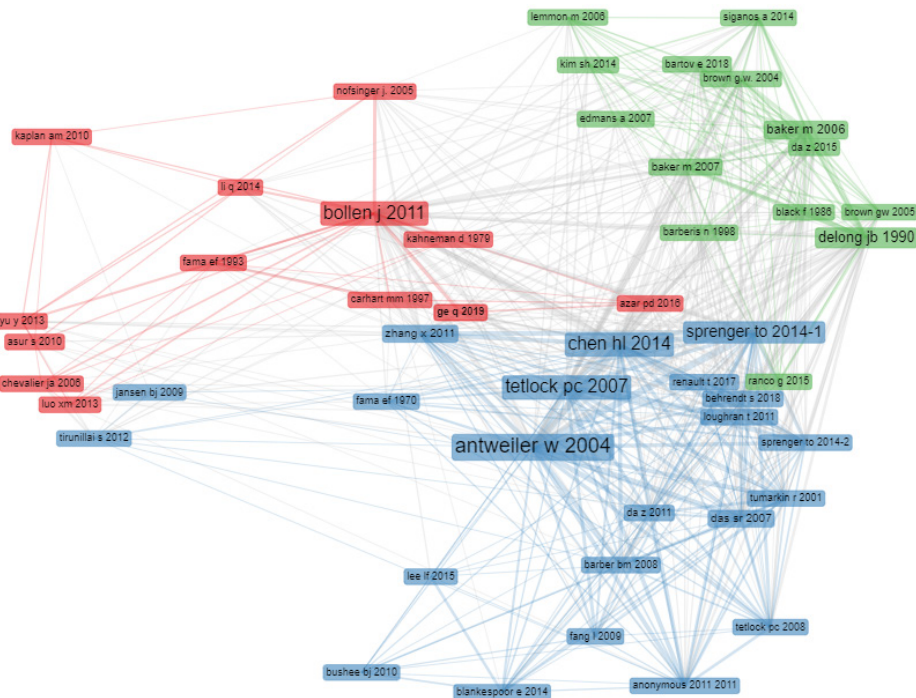 lemmon m 2006
siganos a 2014
kim sh 2014
bartov e 2018
brown g.w. 2004
nofsinger j. 2005
edmans a 2007
baker m 2006
kaplan am 2010
da z 2015
baker m 2007
li q 2014
bollen j 2011
black f 1986
brown gw 2005
kahneman d 1979
barberis n 1998
delong jb 1990
fama ef 1993
carhart mm 1997
azar pd 2016
ge q 2019
yu y 2013
zhang x 2011
sprenger to 2014-1
asur s 2010
chen hl 2014
chevalier ja 2006
jansen bj 2009
tetlock pc 2007
renault t 2017
ranco g 2015
luo xm 2013
fama ef 1970
behrendt s 2018
loughran t 2011
tirunillai s 2012
antweiler w 2004
sprenger to 2014-2
tumarkin r 2001
da z 2011
das sr 2007
lee lf 2015
barber bm 2008
tetlock pc 2008
fang l 2009
bushee bj 2010
blankespoor e 2014
anonymous 2011 2011